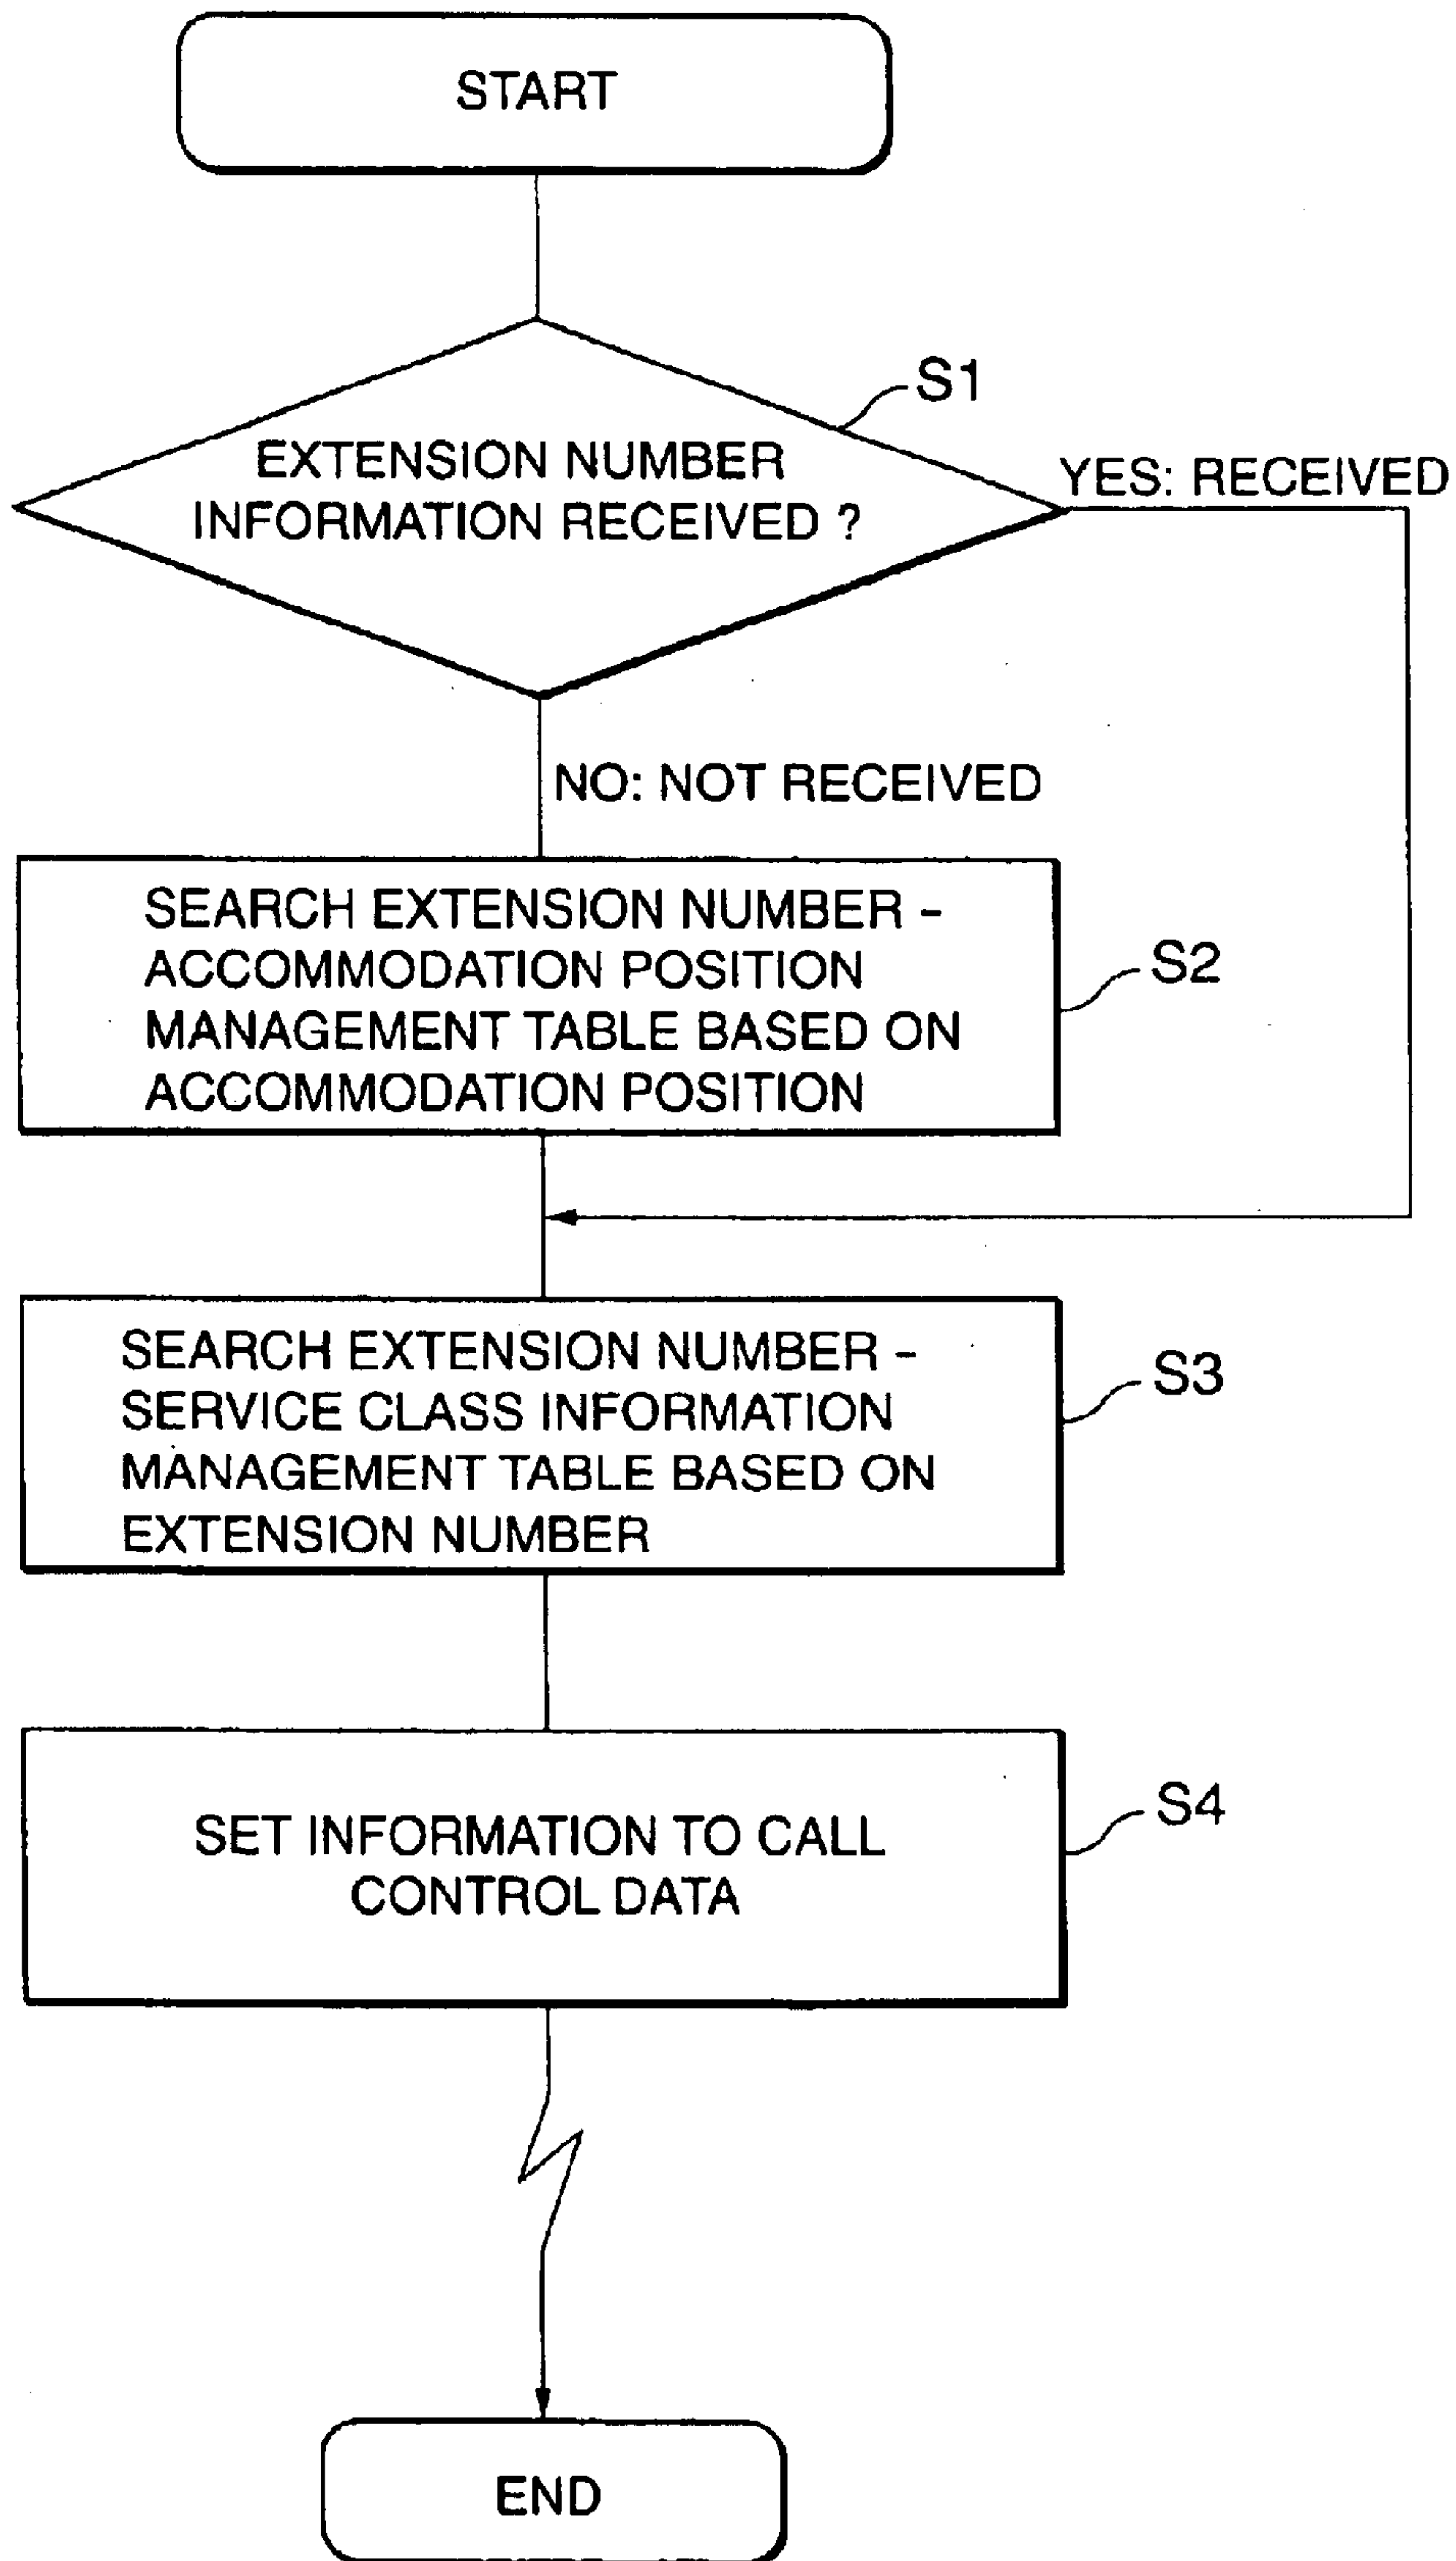 START
S1
EXTENSION NUMBER
INFORMATION RECEIVED ?
YES: RECEIVED
NO: NOT RECEIVED
SEARCH EXTENSION NUMBER –
ACCOMMODATION POSITION
MANAGEMENT TABLE BASED ON
ACCOMMODATION POSITION
S2
SEARCH EXTENSION NUMBER –
SERVICE CLASS INFORMATION
MANAGEMENT TABLE BASED ON
EXTENSION NUMBER
S3
SET INFORMATION TO CALL
CONTROL DATA
S4
END